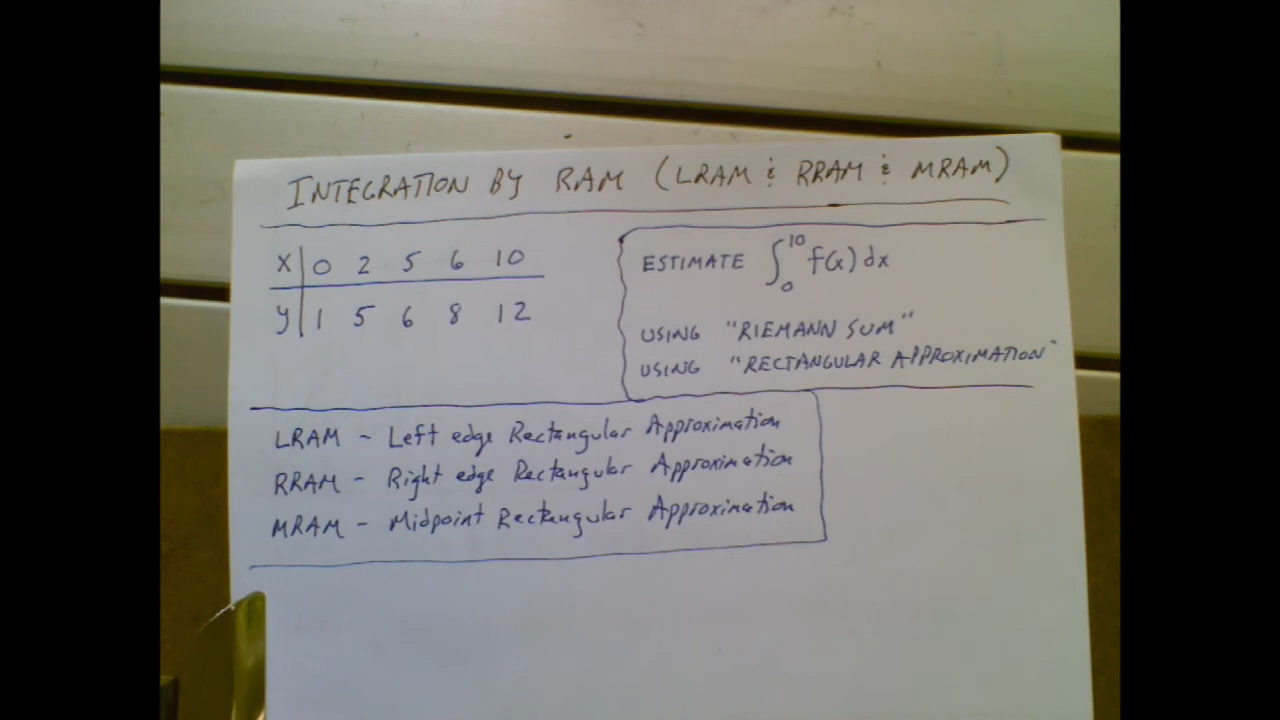 INTEGRATION BY RAM (LRAM & RRAM & MRAM)
X 0 2 5 6 10
y 1 5 6 8 12
ESTIMATE ∫₀¹⁰ f(x) dx
USING "RIEMANN SUM"
USING "RECTANGULAR APPROXIMATION"
LRAM - Left edge Rectangular Approximation
RRAM - Right edge Rectangular Approximation
MRAM - Midpoint Rectangular Approximation